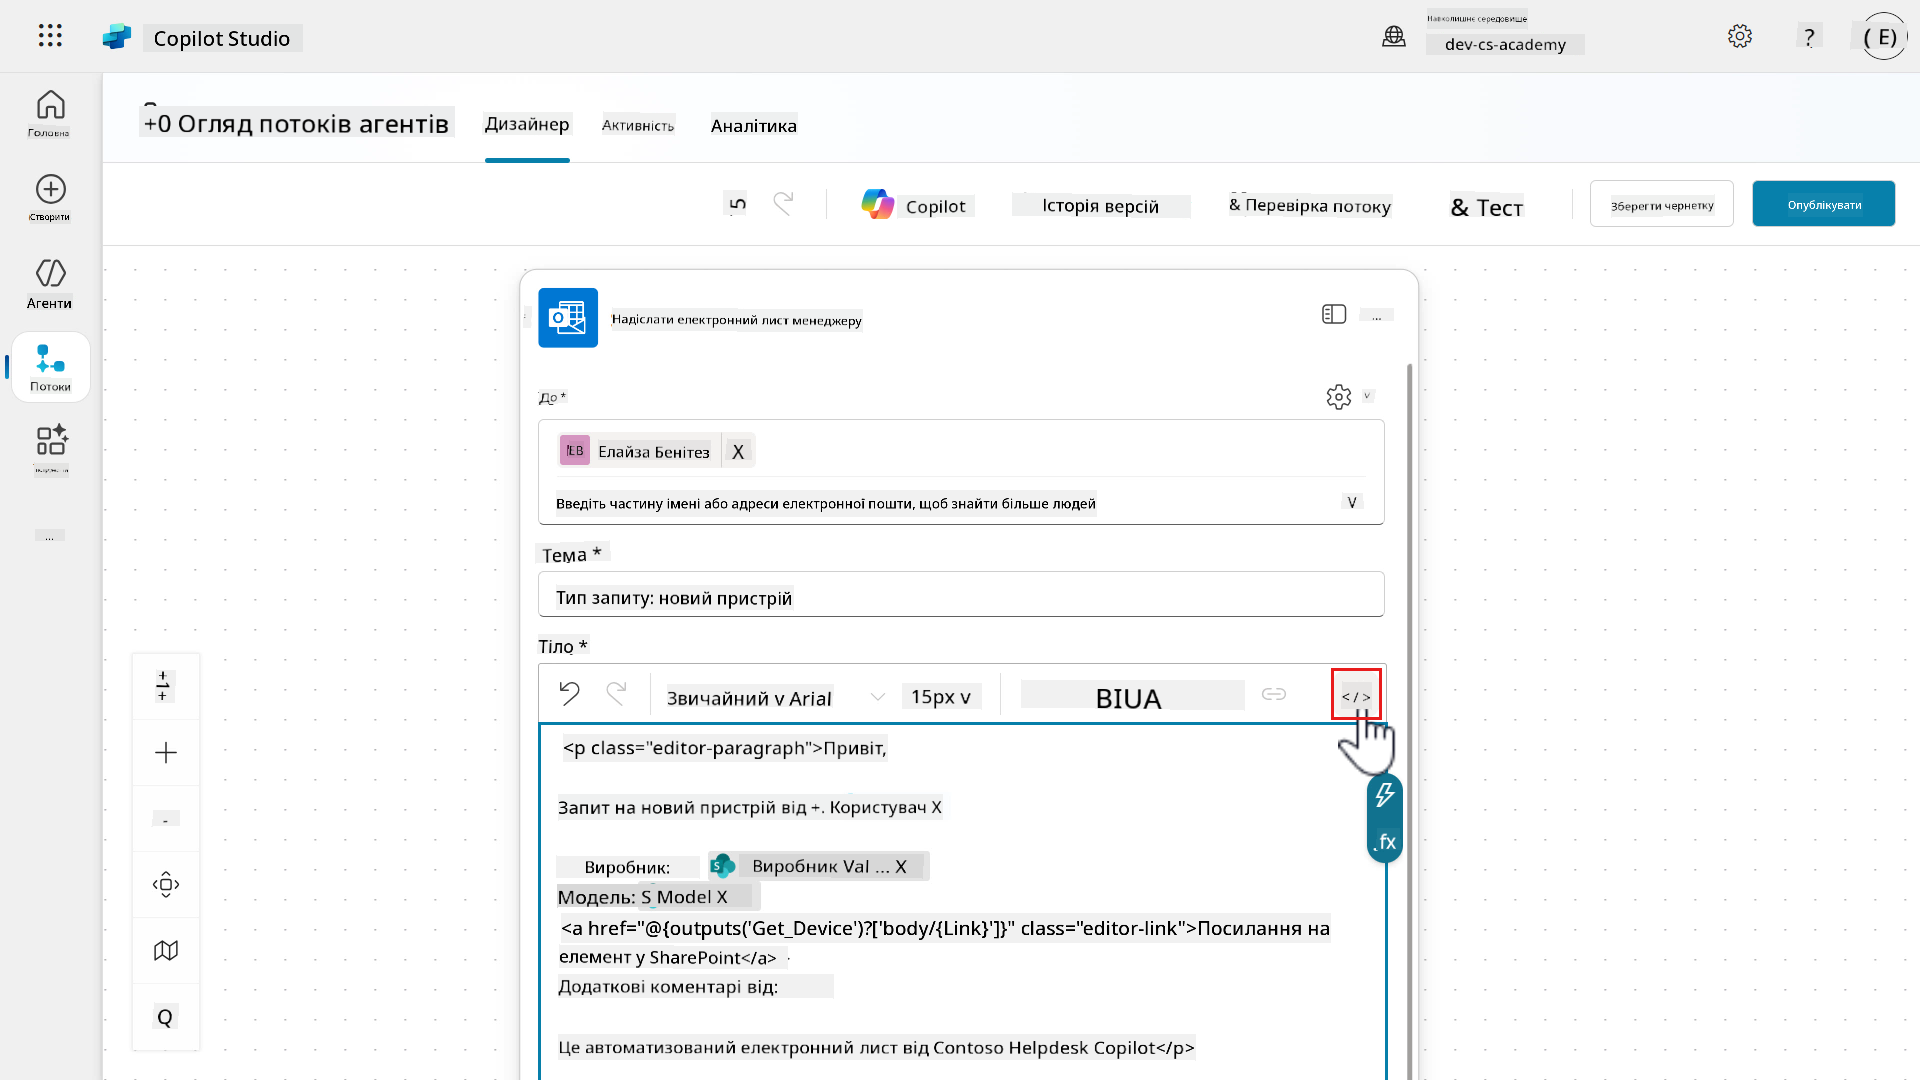 Copilot Studio
Навколишнє середовище
dev-cs-academy
?
( E)
Головна
Створити
Агенти
Потоки
...
+0 Огляд потоків агентів
Дизайнер
Активність
Аналітика
5
Copilot
Історія версій
& Перевірка потоку
& Тест
Зберегти чернетку
Опублікувати
Надіслати електронний лист менеджеру
...
До *
v
ЕВ
Елайза Бенітез
X
Введіть частину імені або адреси електронної пошти, щоб знайти більше людей
V
Тема *
Тип запиту: новий пристрій
Тіло *
Звичайний v Arial
15px v
BIUA
</>
<p class="editor-paragraph">Привіт,
Запит на новий пристрій від +. Користувач X
Виробник: S Виробник Val ... X
Модель: S Model X
<a href="@{outputs('Get_Device')?['body/{Link}']}" class="editor-link">Посилання на
елемент у SharePoint</a>
Додаткові коментарі від:
Це автоматизований електронний лист від Contoso Helpdesk Copilot</p>
fx
-
Q